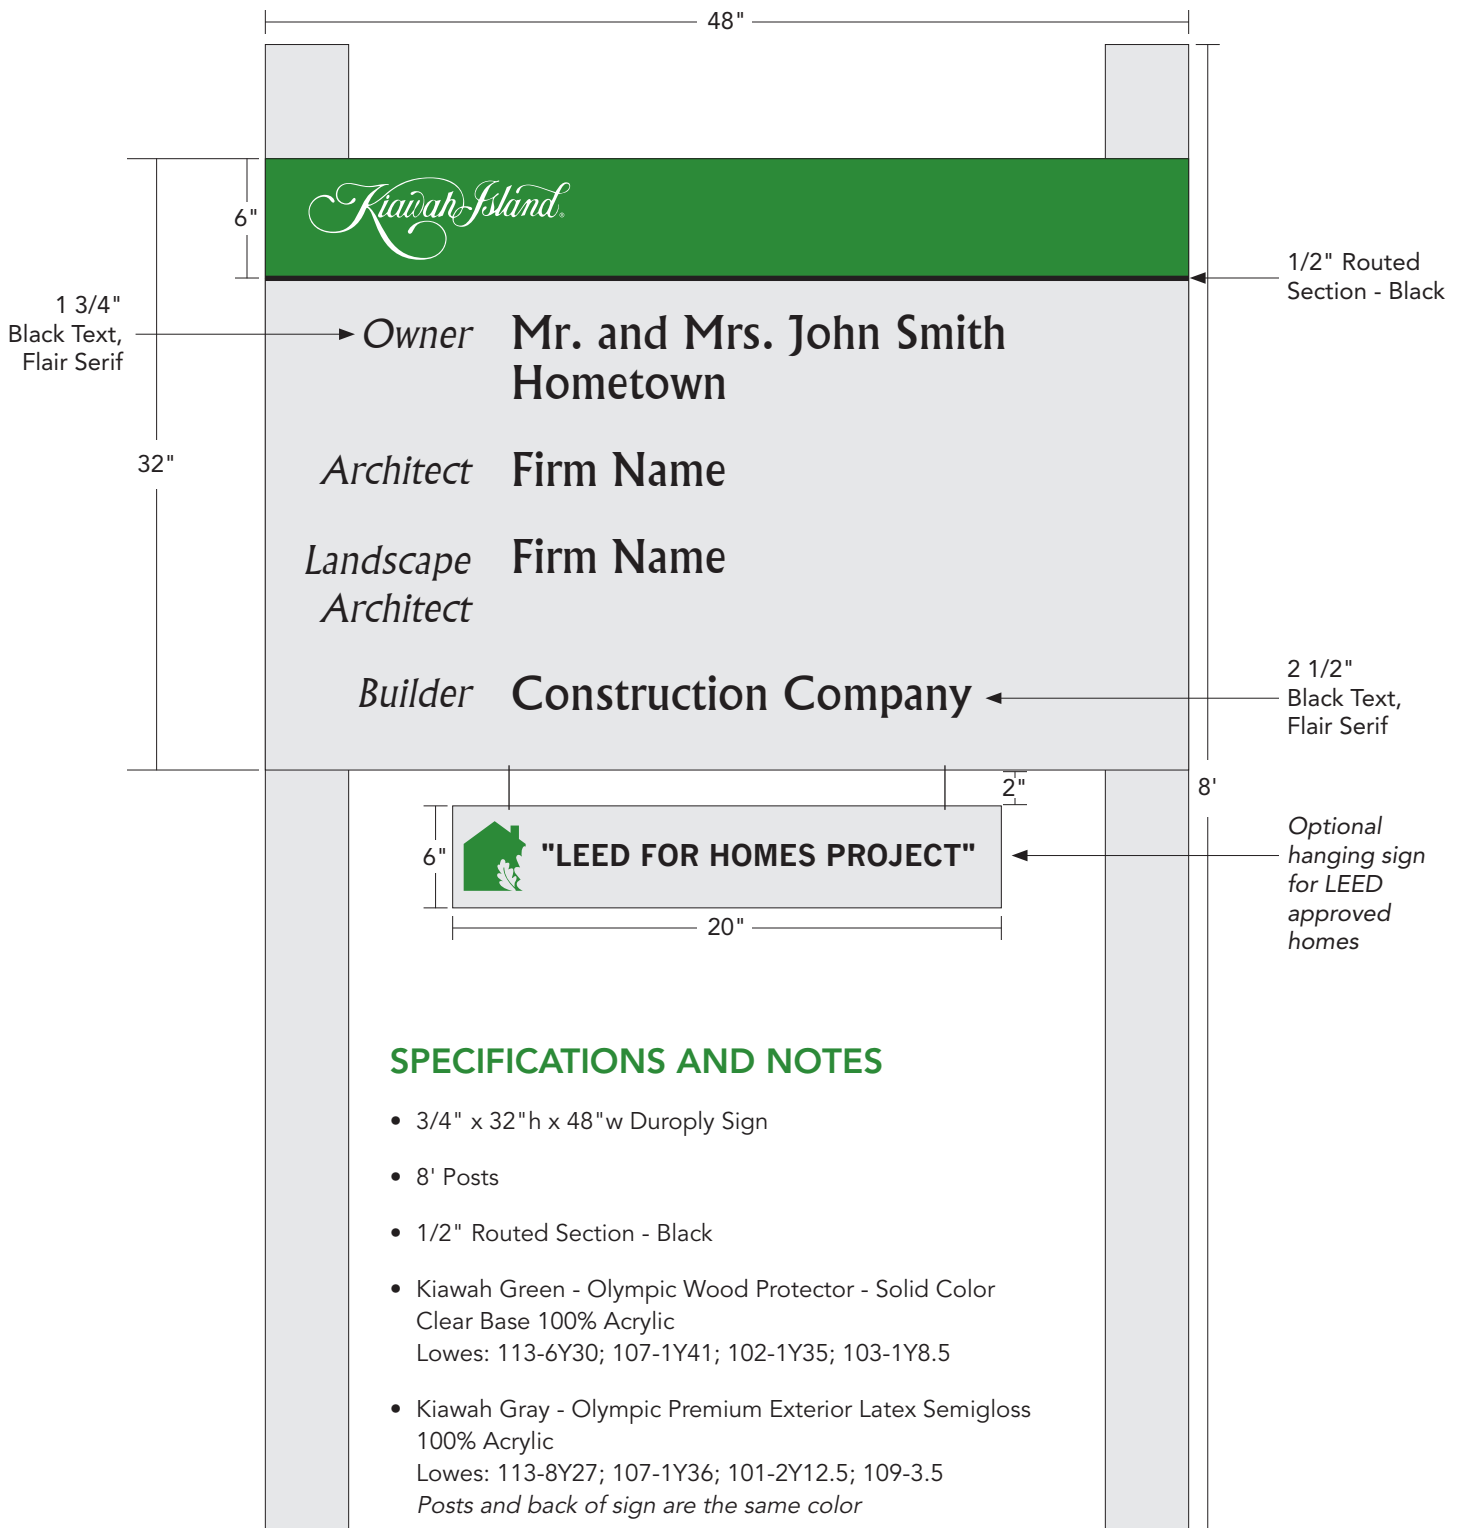 48"
Kiawah Island®
6"
1/2" Routed
Section - Black
1 3/4"
Black Text,
Flair Serif
Owner Mr. and Mrs. John Smith
Hometown
32"
Architect Firm Name
Landscape Firm Name
Architect
Builder Construction Company
2 1/2"
Black Text,
Flair Serif
2"
8'
6"
"LEED FOR HOMES PROJECT"
Optional
hanging sign
for LEED
approved
homes
20"
SPECIFICATIONS AND NOTES
• 3/4" x 32"h x 48"w Duroply Sign
• 8' Posts
• 1/2" Routed Section - Black
• Kiawah Green - Olympic Wood Protector - Solid Color
Clear Base 100% Acrylic
Lowes: 113-6Y30; 107-1Y41; 102-1Y35; 103-1Y8.5
• Kiawah Gray - Olympic Premium Exterior Latex Semigloss
100% Acrylic
Lowes: 113-8Y27; 107-1Y36; 101-2Y12.5; 109-3.5
Posts and back of sign are the same color